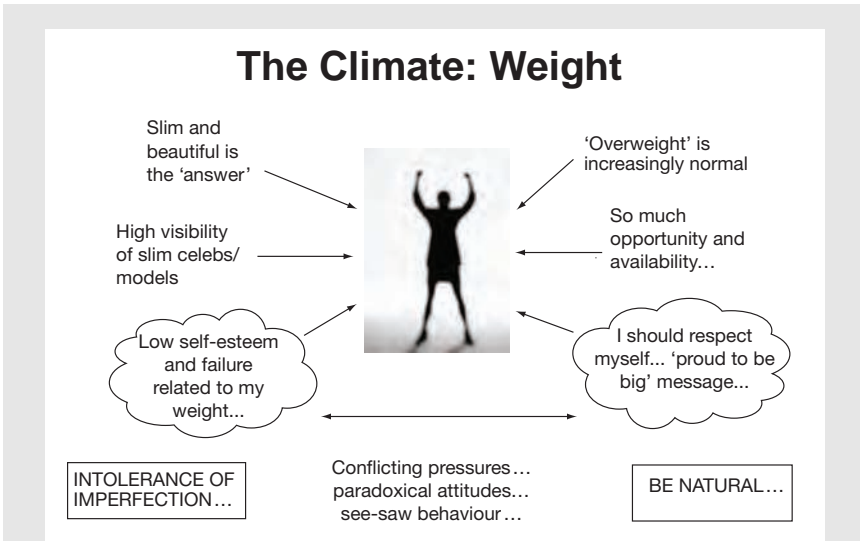 The Climate: Weight
Slim and
beautiful is
the ‘answer’
High visibility
of slim celebs/
models
Low self-esteem
and failure
related to my
weight...
‘Overweight’ is
increasingly normal
So much
opportunity and
availability…
I should respect
myself... ‘proud to be
big’ message...
INTOLERANCE OF
IMPERFECTION…
Conflicting pressures…
paradoxical attitudes…
see-saw behaviour…
BE NATURAL…